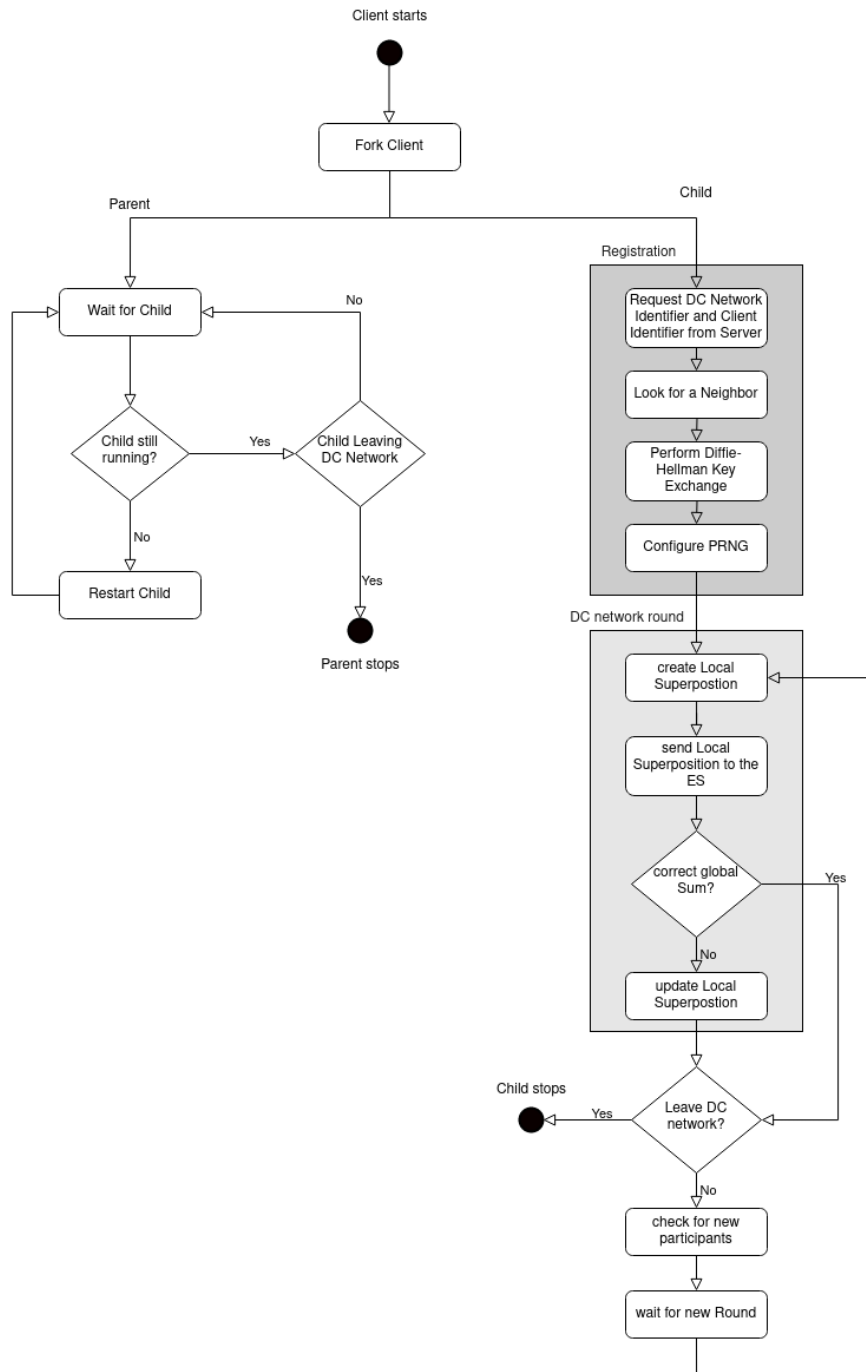 Client starts
Fork Client
Parent
Child
Registration
Wait for Child
No
Request DC Network
Identifier and Client
Identifier from Server
Look for a Neighbor
Child still
running?
Yes
Child Leaving
DC Network
Perform Diffie-
Hellman Key
Exchange
No
Configure PRNG
Restart Child
Yes
Parent stops
DC network round
create Local
Superpostion
send Local
Superposition to the
ES
correct global
Sum?
Yes
No
update Local
Superpostion
Child stops
Yes
Leave DC
network?
No
check for new
participants
wait for new Round